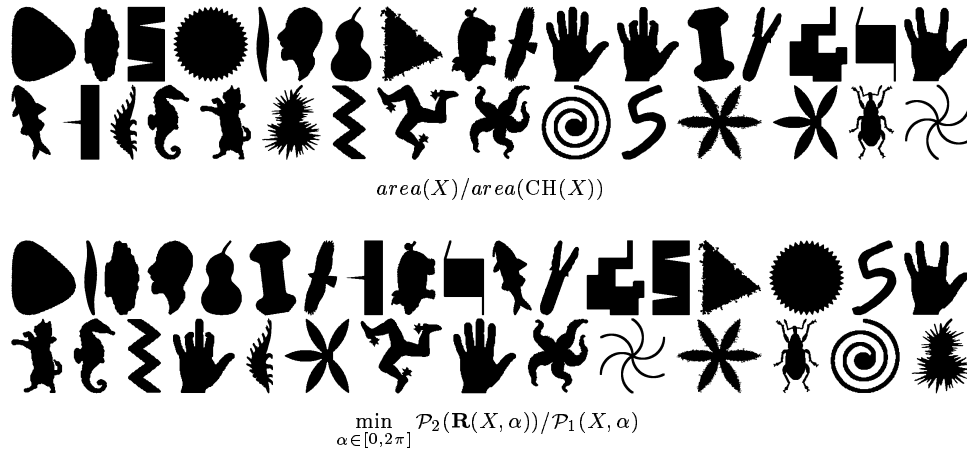 area(X)/area(CH(X))
min P₂(R(X, α))/P₁(X, α)
α∈[0,2π]